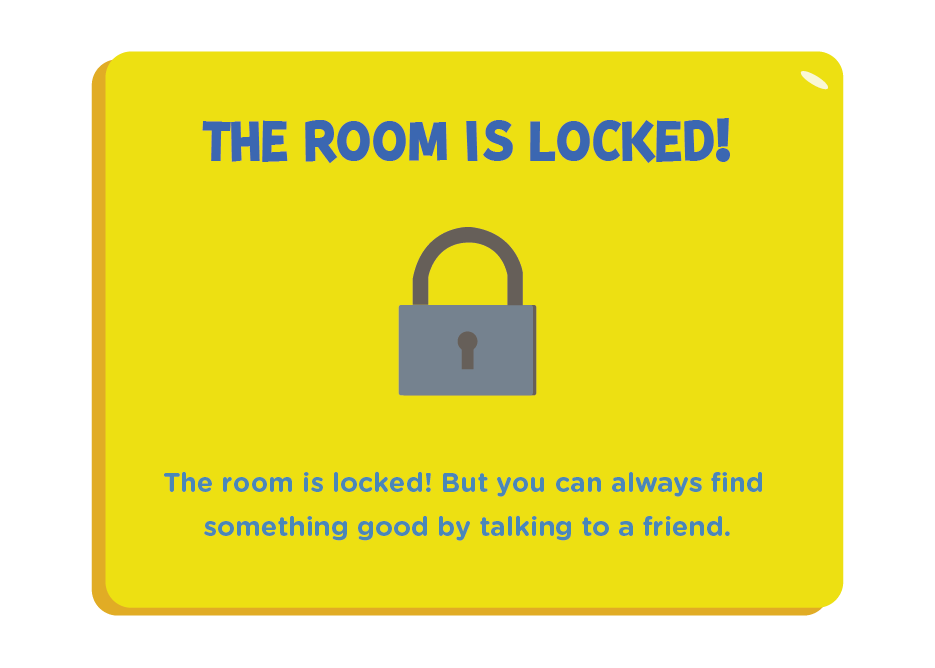 THE ROOM IS LOCKED!
The room is locked! But you can always find
something good by talking to a friend.